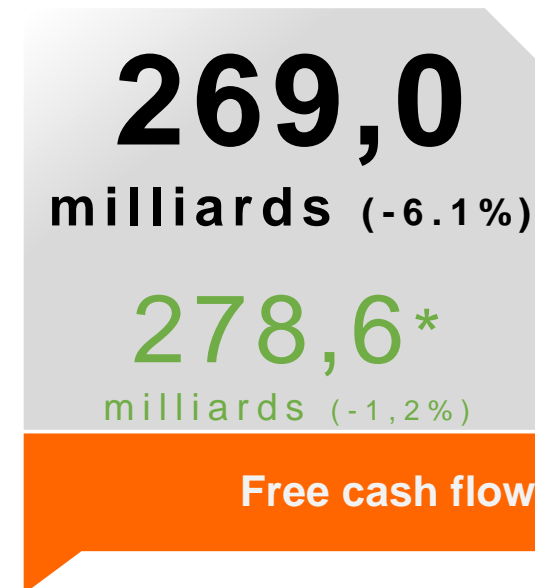 269,0
milliards (-6.1%)
278,6*
milliards (-1,2%)
Free cash flow